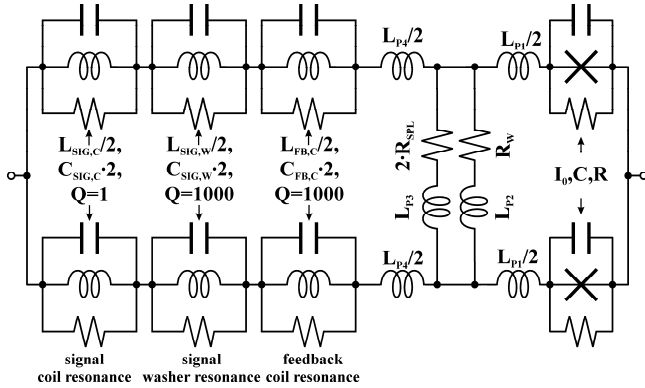 L_P4/2
L_P1/2
L_SIG,C/2,
C_SIG,C·2,
Q=1
L_SIG,W/2,
C_SIG,W·2,
Q=1000
L_FB,C/2,
C_FB,C·2,
Q=1000
2·R_SPL
L_P3
R_W
L_P2
I_0,C,R
L_P4/2
L_P1/2
signal
coil resonance
signal
washer resonance
feedback
coil resonance